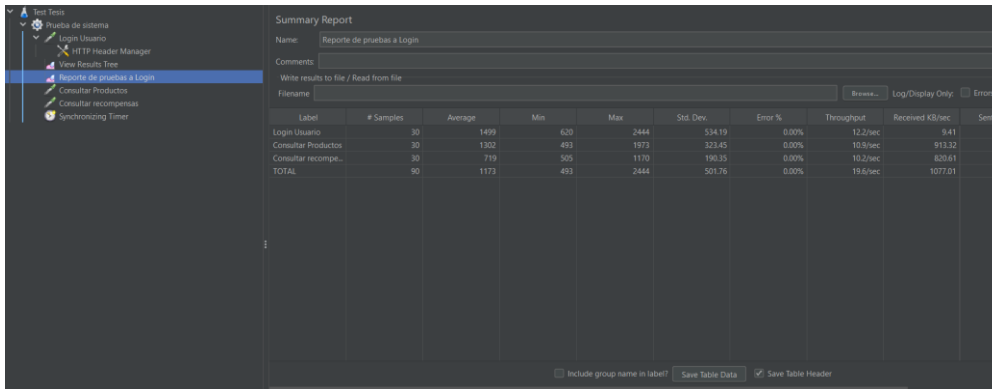 Test Tesis
Prueba de sistema
Login Usuario
HTTP Header Manager
View Results Tree
Reporte de pruebas a Login
Consultar Productos
Consultar recompensas
Synchronizing Timer
Summary Report
Name: Reporte de pruebas a Login
Comments
Write results to file / Read from file
Filename Browse... Log/Display Only: Errors
Label # Samples Average Min Max Std. Dev. Error % Throughput Received KB/sec Sen
Login Usuario 30 1499 620 2444 534.19 0.00% 12.2/sec 9.41
Consultar Productos 30 1302 493 1973 323.45 0.00% 10.9/sec 913.32
Consultar recompe... 30 719 505 1170 190.35 0.00% 10.2/sec 820.61
TOTAL 90 1173 493 2444 501.76 0.00% 19.6/sec 1077.01
Include group name in label? Save Table Data Save Table Header